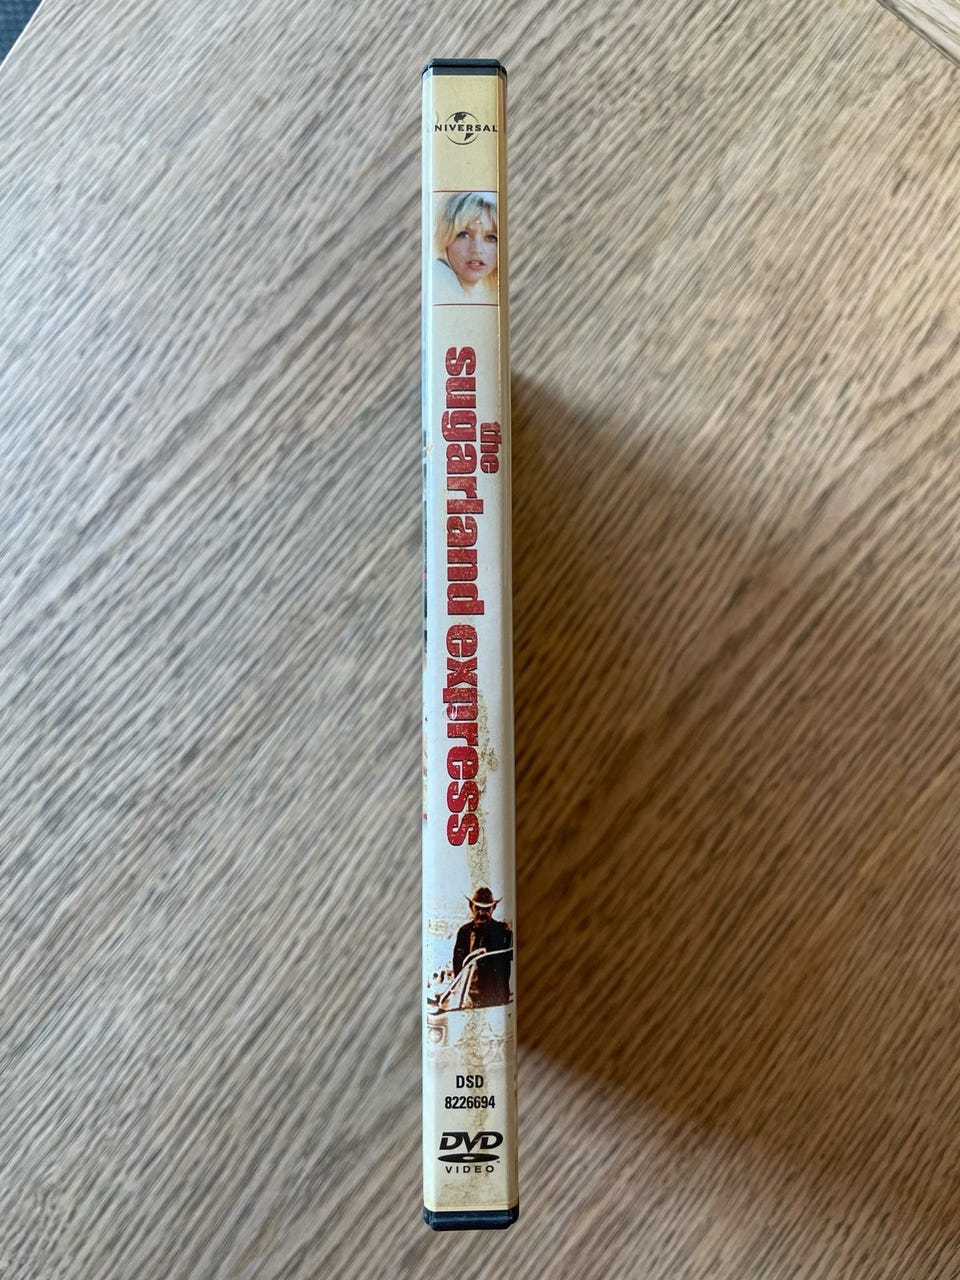 UNIVERSAL
the
sugarland express
DSD
8226694
DVD
VIDEO